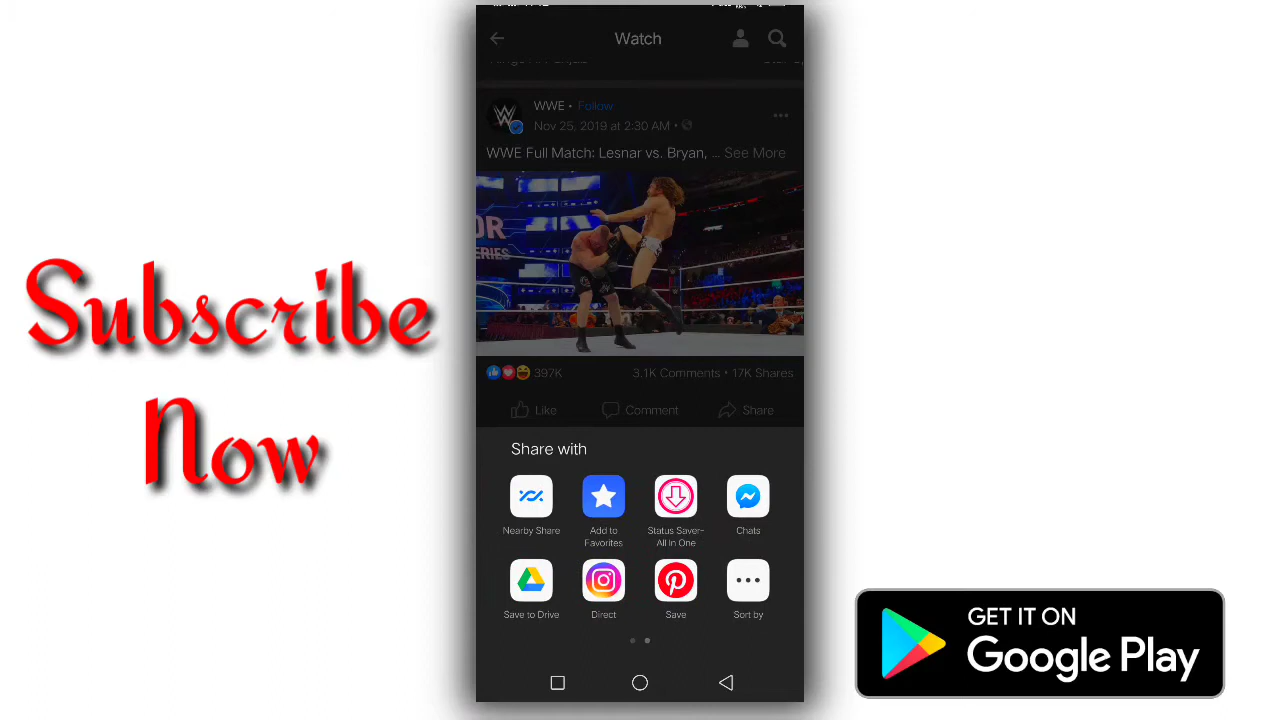 Watch
WWE • Follow
Nov 25, 2019 at 2:30 AM •
WWE Full Match: Lesnar vs. Bryan, ... See More
OR
SERIES
397K
3.1K Comments • 17K Shares
Like
Comment
Share
Share with
Nearby Share
Add to
Favorites
Status Saver-
All In One
Chats
Save to Drive
Direct
Save
Sort by
Subscribe
Now
GET IT ON
Google Play